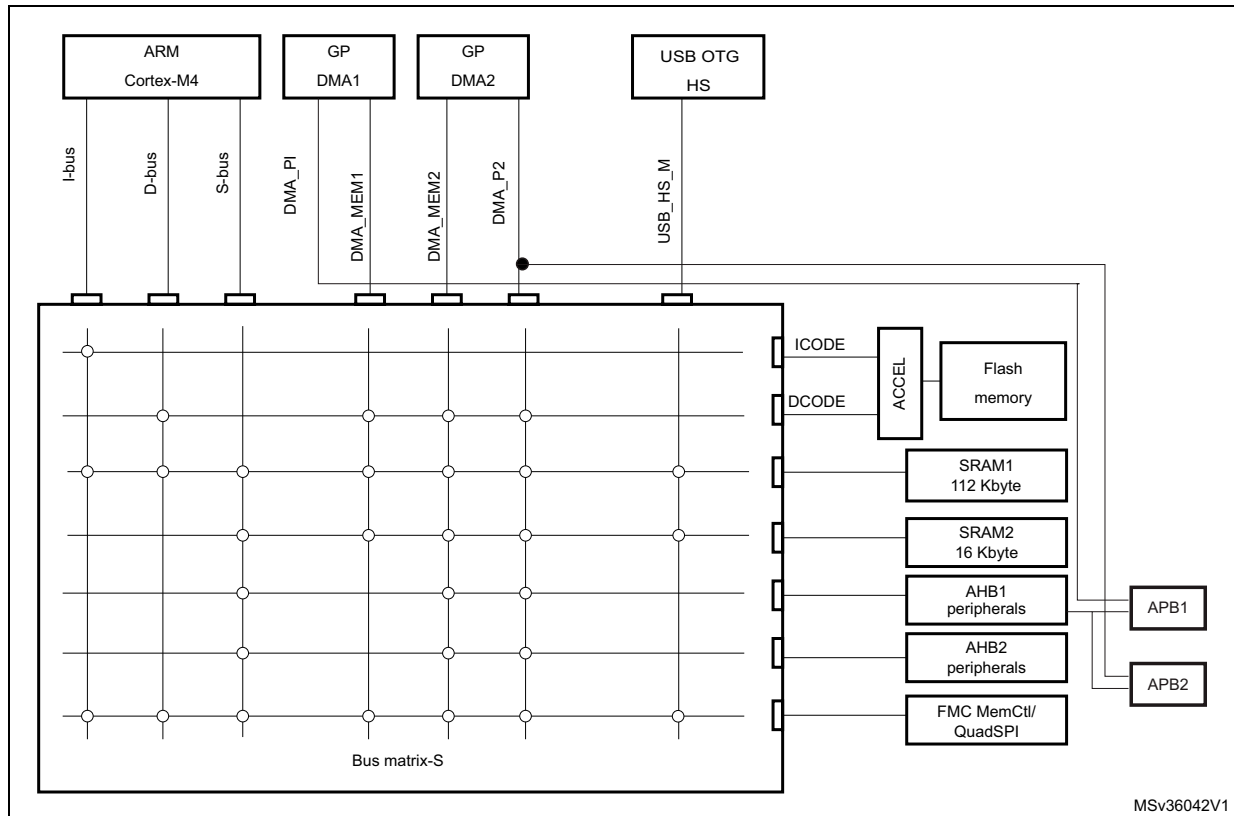 ARM
Cortex-M4
GP
DMA1
GP
DMA2
USB OTG
HS
I-bus
D-bus
S-bus
DMA_PI
DMA_MEM1
DMA_MEM2
DMA_P2
USB_HS_M
ICODE
DCODE
ACCEL
Flash
memory
SRAM1
112 Kbyte
SRAM2
16 Kbyte
AHB1
peripherals
AHB2
peripherals
FMC MemCtl/
QuadSPI
APB1
APB2
Bus matrix-S
MSv36042V1